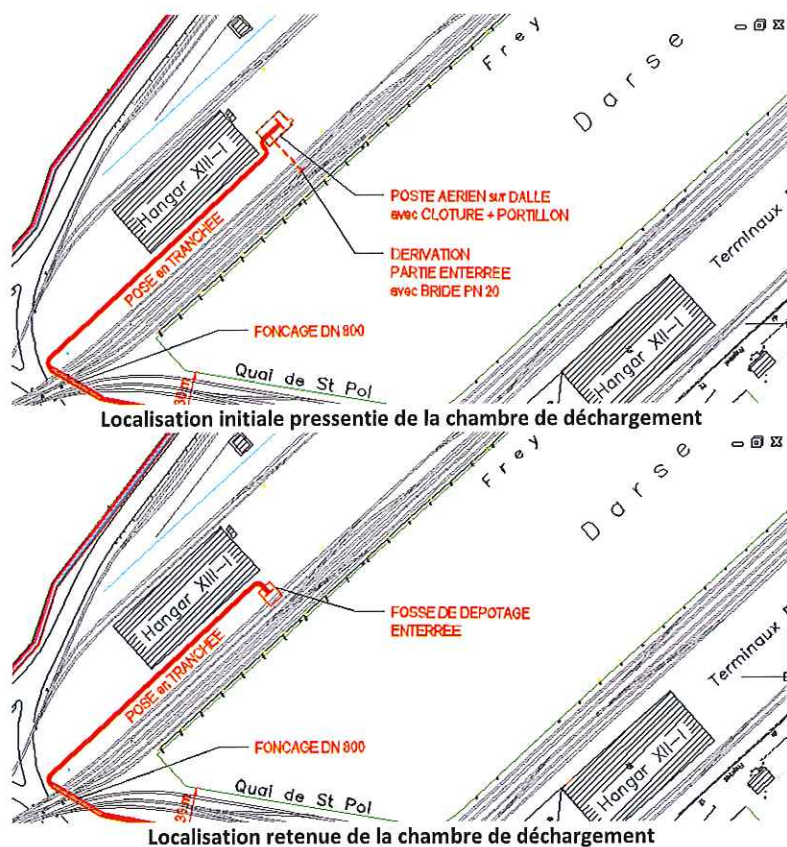 Frey
Darse
Hangar XIII-I
POSTE AERIEN sur DALLE
avec CLOTURE + PORTILLON
POSE en TRANCHEE
DERIVATION
PARTIE ENTERREE
avec BRIDE PN 20
Terminaux
FONCAGE DN 800
Hangar XII-I
Quai de St Pol
Localisation initiale pressentie de la chambre de déchargement
Frey
Darse
Hangar XIII-I
FOSSE DE DEPOTAGE
ENTERREE
POSE en TRANCHEE
Terminaux
FONCAGE DN 800
Hangar XII-I
Quai de St Pol
Localisation retenue de la chambre de déchargement